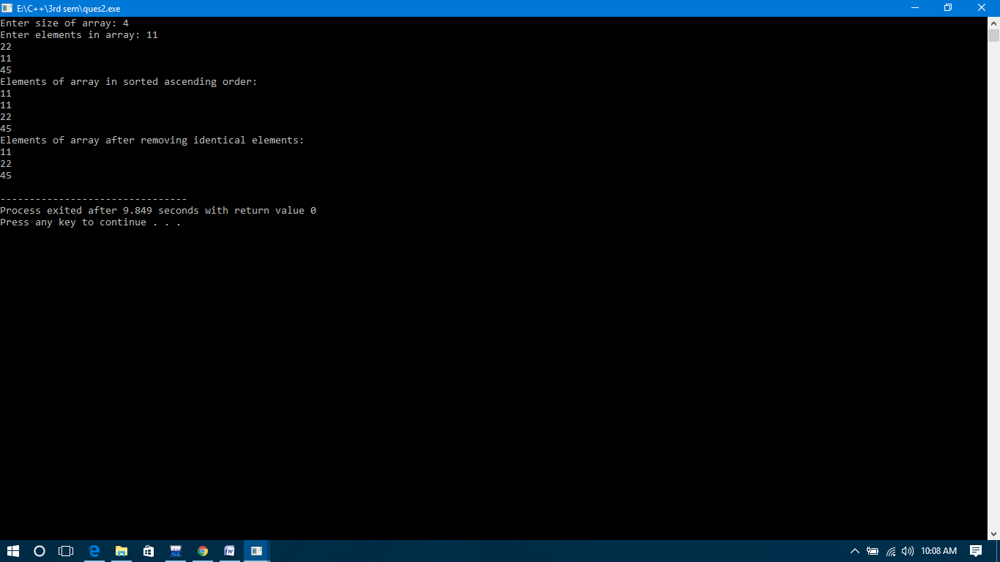 E:\C++\3rd sem\ques2.exe
Enter size of array: 4
Enter elements in array: 11
22
11
45
Elements of array in sorted ascending order:
11
11
22
45
Elements of array after removing identical elements:
11
22
45
--------------------------------
Process exited after 9.849 seconds with return value 0
Press any key to continue . . .
10:08 AM